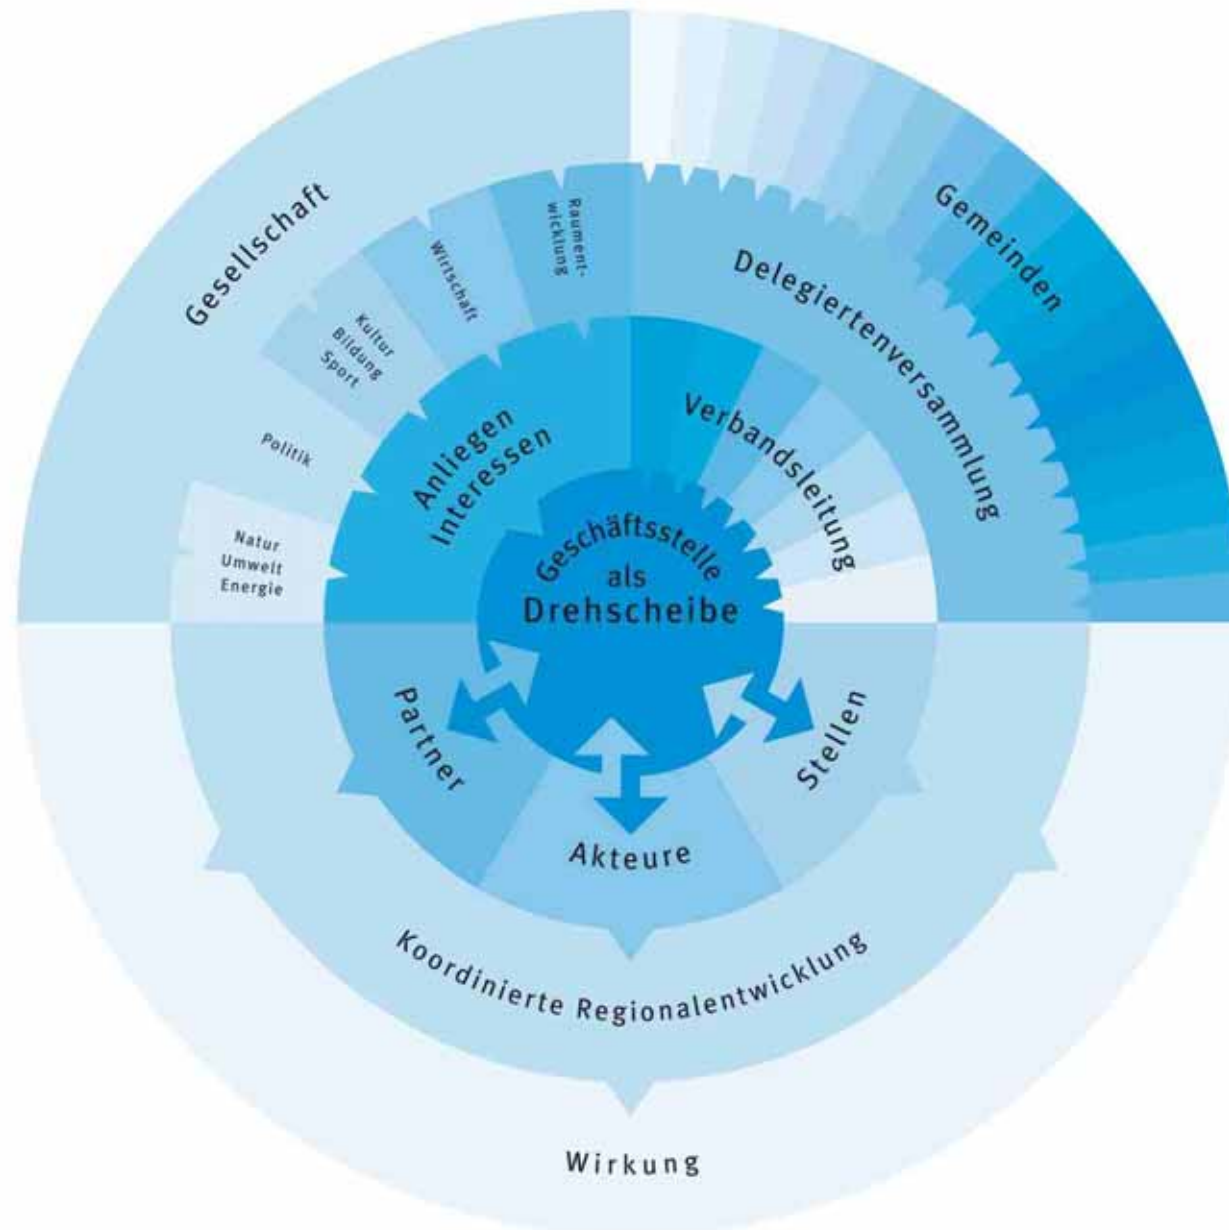 Gesellschaft
Gemeinden
Raument-
wicklung
Wirtschaft
Kultur
Bildung
Sport
Politik
Natur
Umwelt
Energie
Delegiertenversammlung
Anliegen
Interessen
Verbandsleitung
Geschäftsstelle
als
Drehscheibe
Partner
Akteure
Stellen
Koordinierte Regionalentwicklung
Wirkung